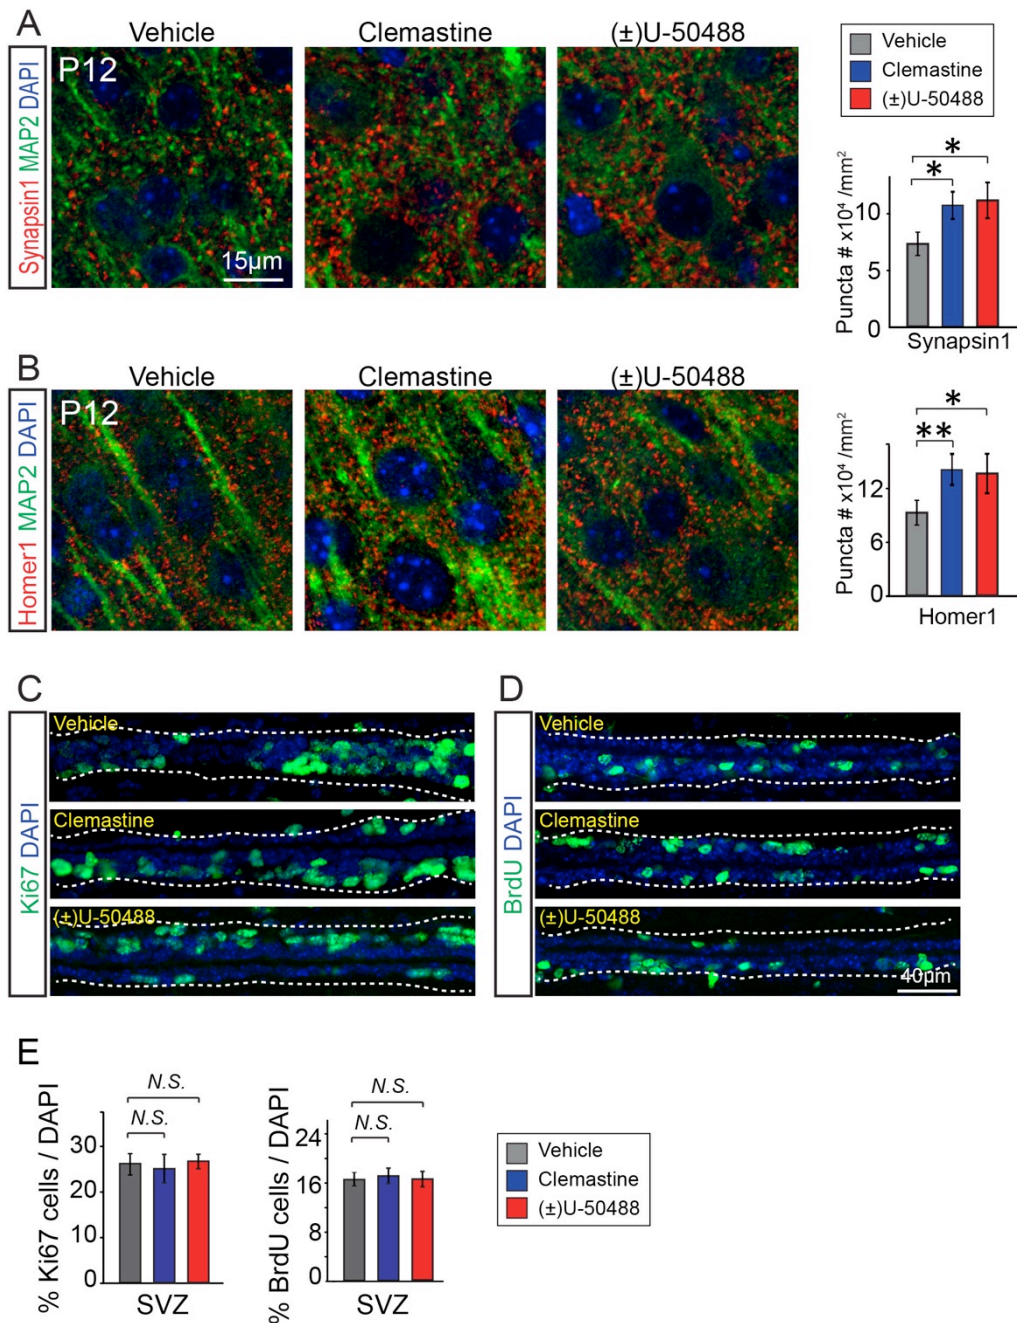 A
Vehicle
Clemastine
(±)U-50488
Synapsin1 MAP2 DAPI
P12
15µm
Vehicle
Clemastine
(±)U-50488
Puncta # x10⁴ /mm²
10
5
0
* *
Synapsin1
B
Vehicle
Clemastine
(±)U-50488
Homer1 MAP2 DAPI
P12
Puncta # x10⁴ /mm²
12
6
0
** *
Homer1
C
Ki67 DAPI
Vehicle
Clemastine
(±)U-50488
D
BrdU DAPI
Vehicle
Clemastine
(±)U-50488
40µm
E
% Ki67 cells / DAPI
30
20
10
0
N.S.
N.S.
SVZ
% BrdU cells / DAPI
24
16
8
0
N.S.
N.S.
SVZ
Vehicle
Clemastine
(±)U-50488